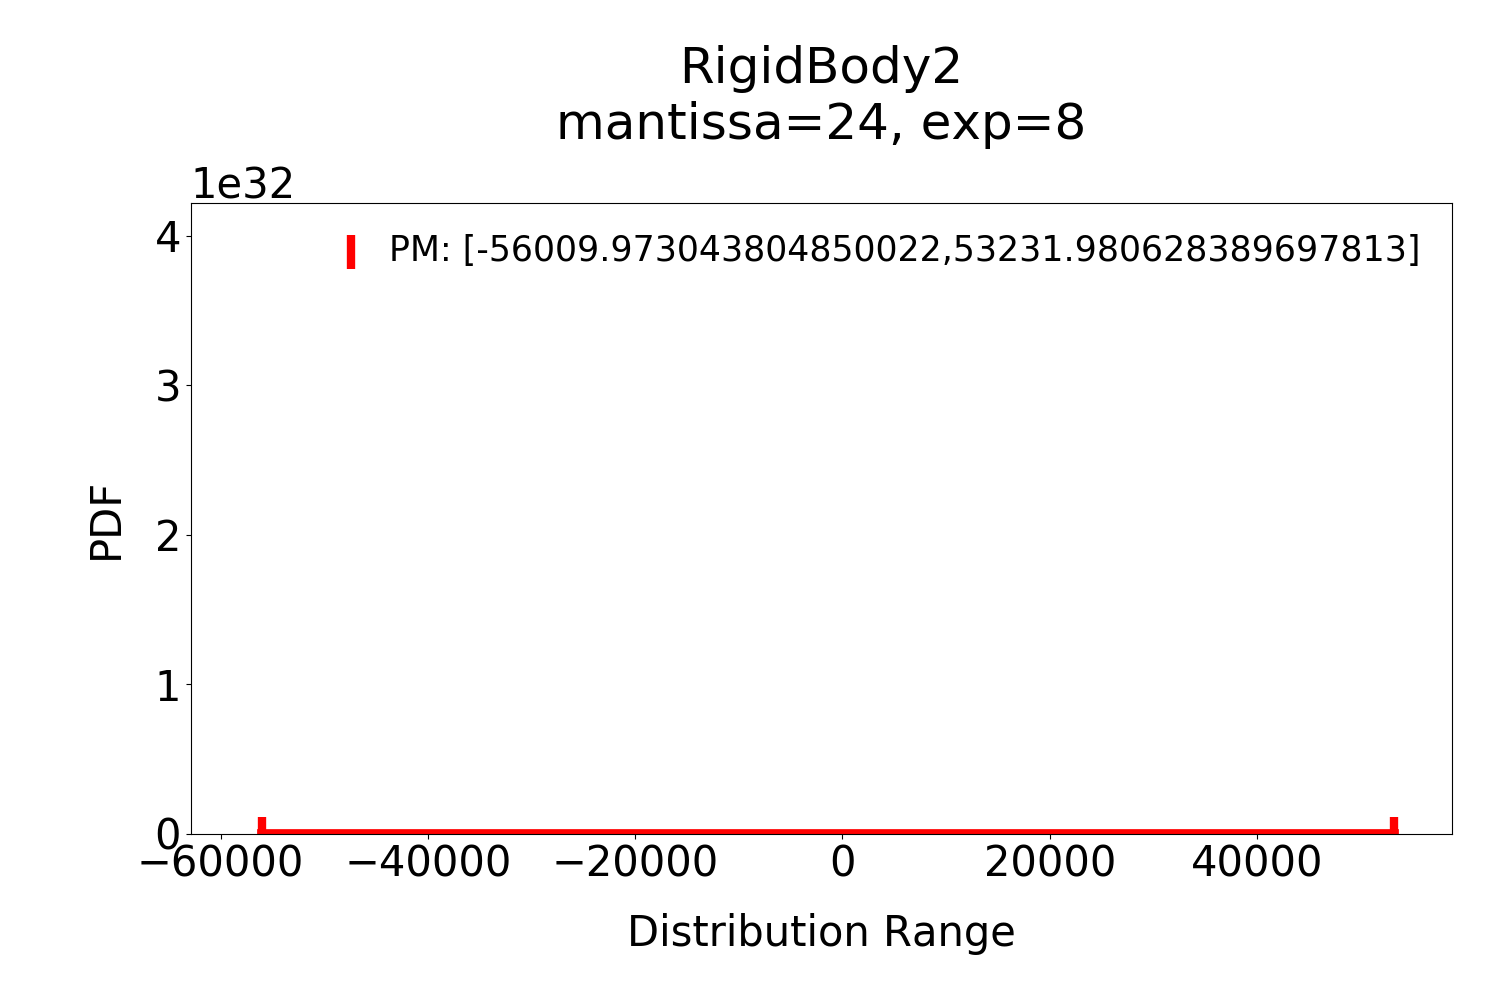 RigidBody2
mantissa=24, exp=8
1e32
4
PM: [-56009.973043804850022,53231.980628389697813]
3
PDF
2
1
0
−60000 −40000 −20000 0 20000 40000
Distribution Range